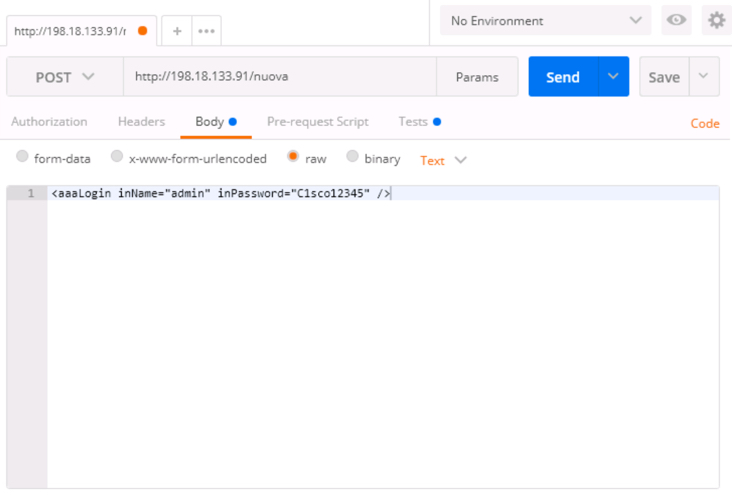 http://198.18.133.91/r
+
•••
No Environment
POST
http://198.18.133.91/nuova
Params
Send
Save
Authorization
Headers
Body
Pre-request Script
Tests
Code
form-data
x-www-form-urlencoded
raw
binary
Text
1 <aaaLogin inName="admin" inPassword="C1sco12345" />